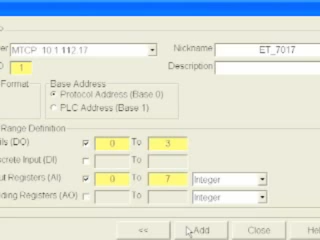 er MTCP 10.1.112.17 Nickname ET_7017
O 1 Description
Format Base Address
Protocol Address (Base 0)
PLC Address (Base 1)
Range Definition
ils (DO) 0 To 3
screte Input (DI) To
ut Registers (AI) 0 To 7 Integer
lding Registers (AO) To Integer
<< Add Close Hel